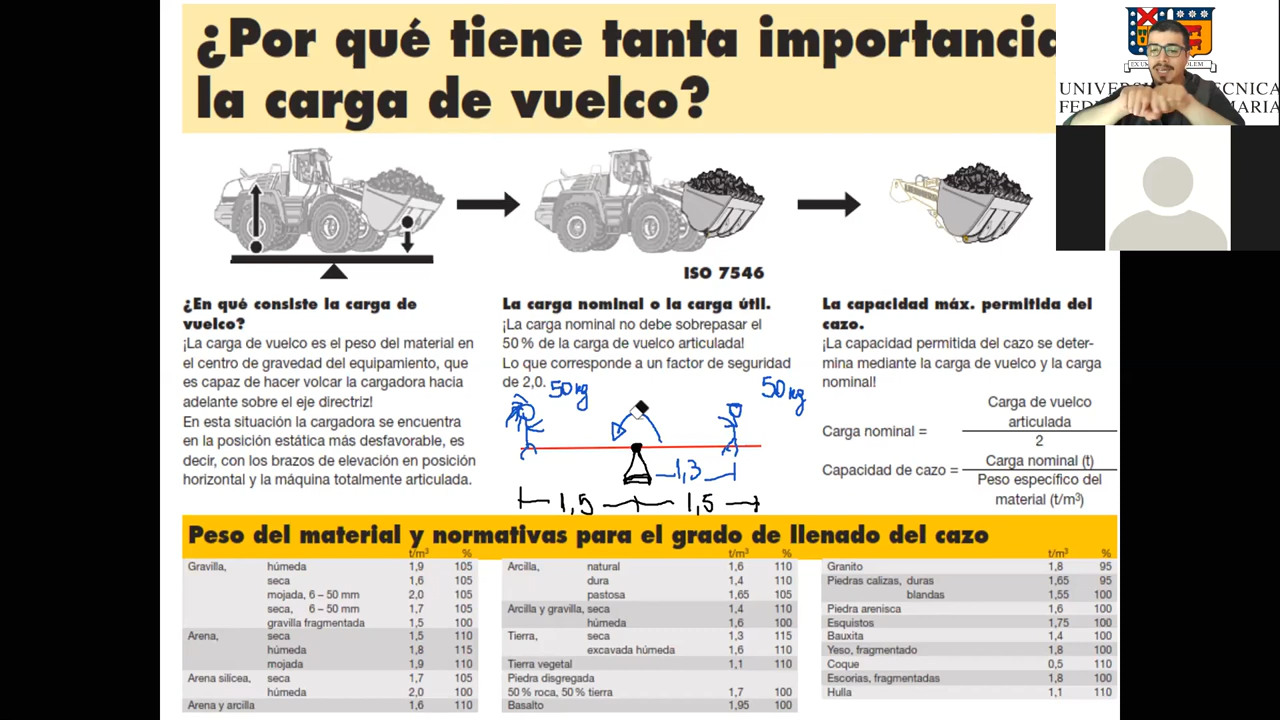 ¿Por qué tiene tanta importancia
la carga de vuelco?
EX UM OLEM
UNIVER TÉCNICA
FEDE MARÍA
ISO 7546
¿En qué consiste la carga de
vuelco?
¡La carga de vuelco es el peso del material en
el centro de gravedad del equipamiento, que
es capaz de hacer volcar la cargadora hacia
adelante sobre el eje directriz!
En esta situación la cargadora se encuentra
en la posición estática más desfavorable, es
decir, con los brazos de elevación en posición
horizontal y la máquina totalmente articulada.
La carga nominal o la carga útil.
¡La carga nominal no debe sobrepasar el
50 % de la carga de vuelco articulada!
Lo que corresponde a un factor de seguridad
de 2,0.
50 kg
50 kg
1,3
1,5
1,5
La capacidad máx. permitida del
cazo.
¡La capacidad permitida del cazo se deter-
mina mediante la carga de vuelco y la carga
nominal!
Carga de vuelco
articulada
Carga nominal =
2
Carga nominal (t)
Capacidad de cazo =
Peso específico del
material (t/m³)
Peso del material y normativas para el grado de llenado del cazo
t/m³ %
Gravilla, húmeda 1,9 105
seca 1,6 105
mojada, 6 – 50 mm 2,0 105
seca, 6 – 50 mm 1,7 105
gravilla fragmentada 1,5 100
Arena, seca 1,5 110
húmeda 1,8 115
mojada 1,9 110
Arena silícea, seca 1,7 105
húmeda 2,0 100
Arena y arcilla 1,6 110
t/m³ %
Arcilla, natural 1,6 110
dura 1,4 110
pastosa 1,65 105
Arcilla y gravilla, seca 1,4 110
húmeda 1,6 100
Tierra, seca 1,3 115
excavada húmeda 1,6 110
Tierra vegetal 1,1 110
Piedra disgregada
50 % roca, 50 % tierra 1,7 100
Basalto 1,95 100
t/m³ %
Granito 1,8 95
Piedras calizas, duras 1,65 95
blandas 1,55 100
Piedra arenisca 1,6 100
Esquistos 1,75 100
Bauxita 1,4 100
Yeso, fragmentado 1,8 100
Coque 0,5 110
Escorias, fragmentadas 1,8 100
Hulla 1,1 110